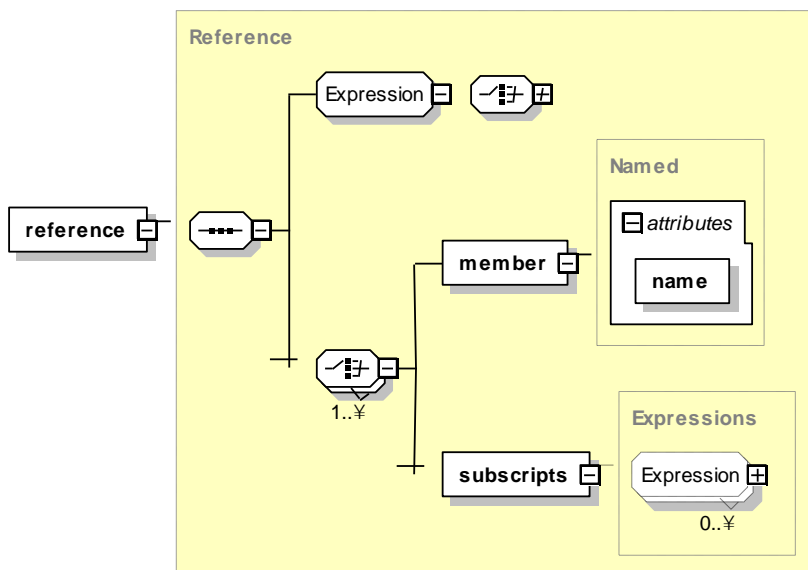 Reference
Expression
Named
attributes
reference
member
name
1..¥
Expressions
subscripts
Expression
0..¥